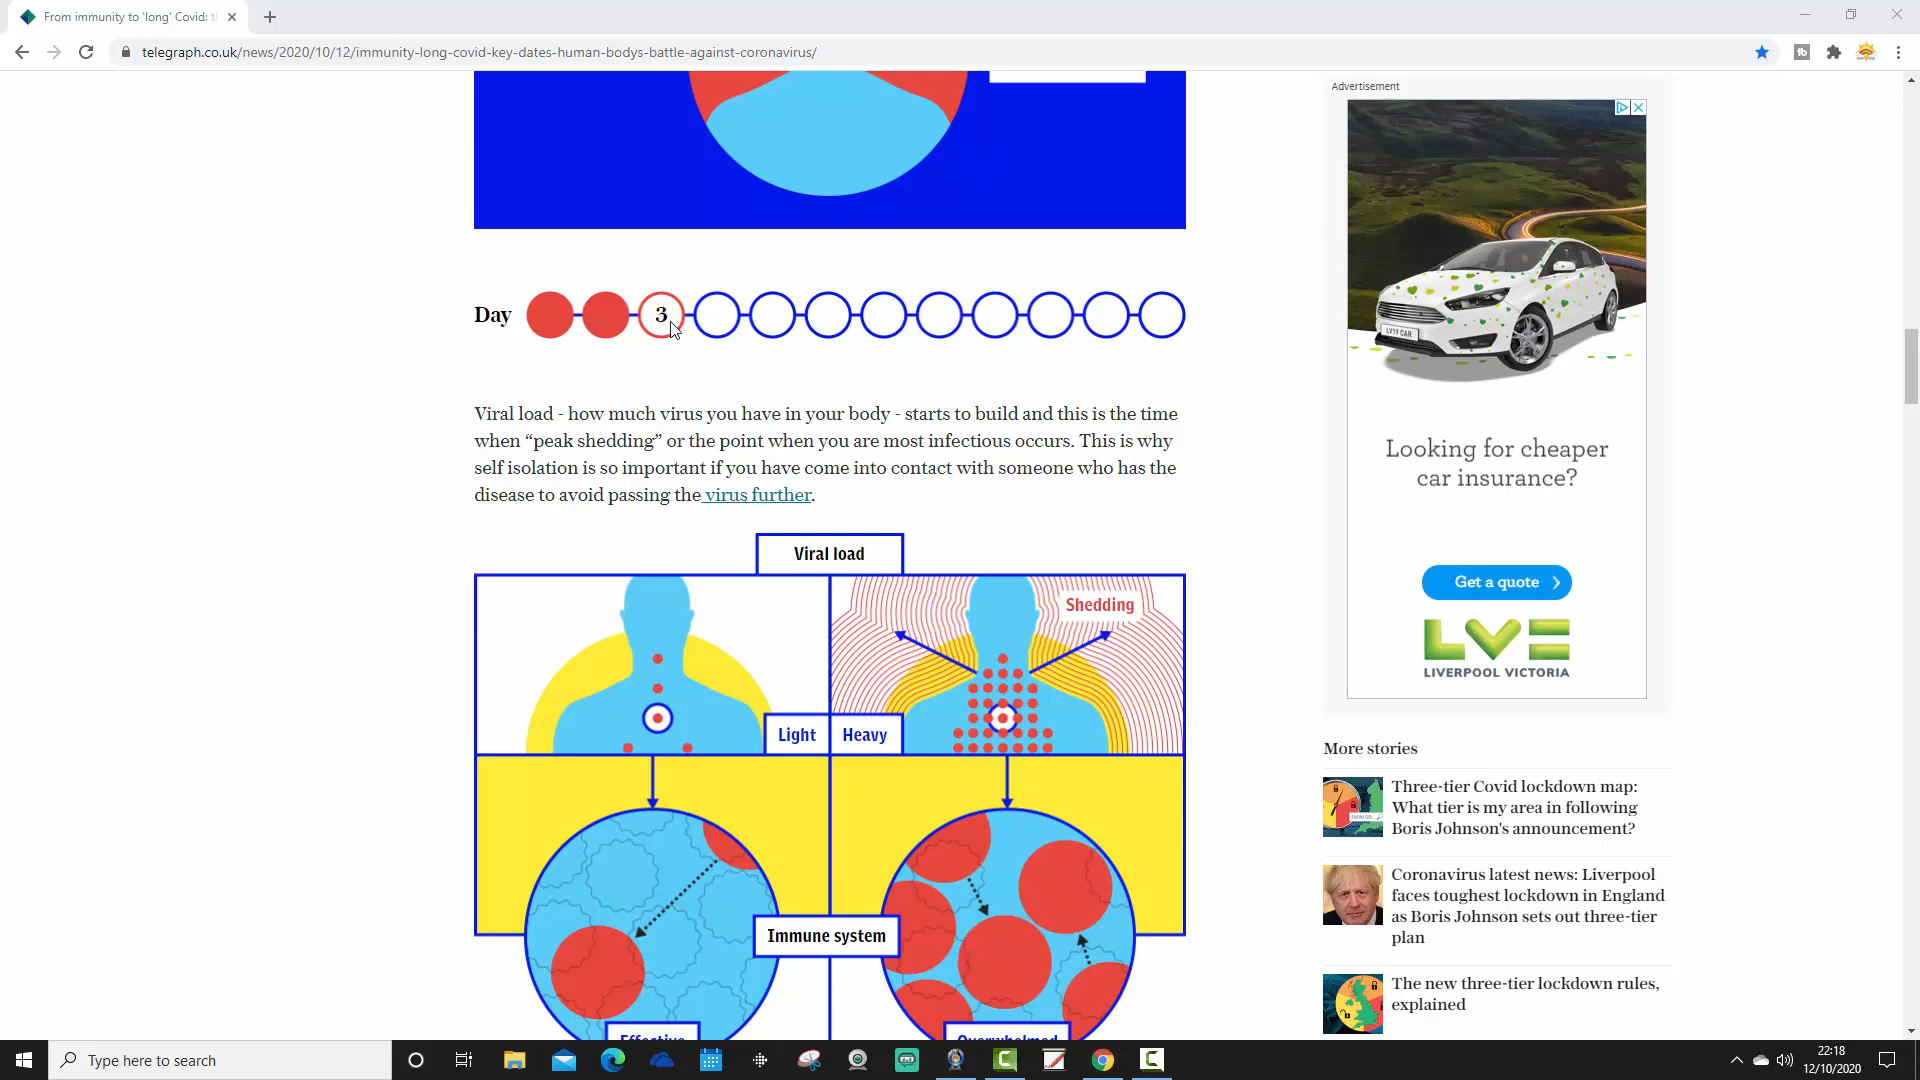 From immunity to 'long' Covid: t
telegraph.co.uk/news/2020/10/12/immunity-long-covid-key-dates-human-bodys-battle-against-coronavirus/
Day 3
Viral load - how much virus you have in your body - starts to build and this is the time
when “peak shedding” or the point when you are most infectious occurs. This is why
self isolation is so important if you have come into contact with someone who has the
disease to avoid passing the virus further.
Viral load
Shedding
Light
Heavy
Immune system
Effective
Overwhelmed
Advertisement
LV19 CAR
Looking for cheaper
car insurance?
Get a quote
LVE
LIVERPOOL VICTORIA
More stories
Three-tier Covid lockdown map:
What tier is my area in following
Boris Johnson's announcement?
Coronavirus latest news: Liverpool
faces toughest lockdown in England
as Boris Johnson sets out three-tier
plan
The new three-tier lockdown rules,
explained
Type here to search
22:18
12/10/2020